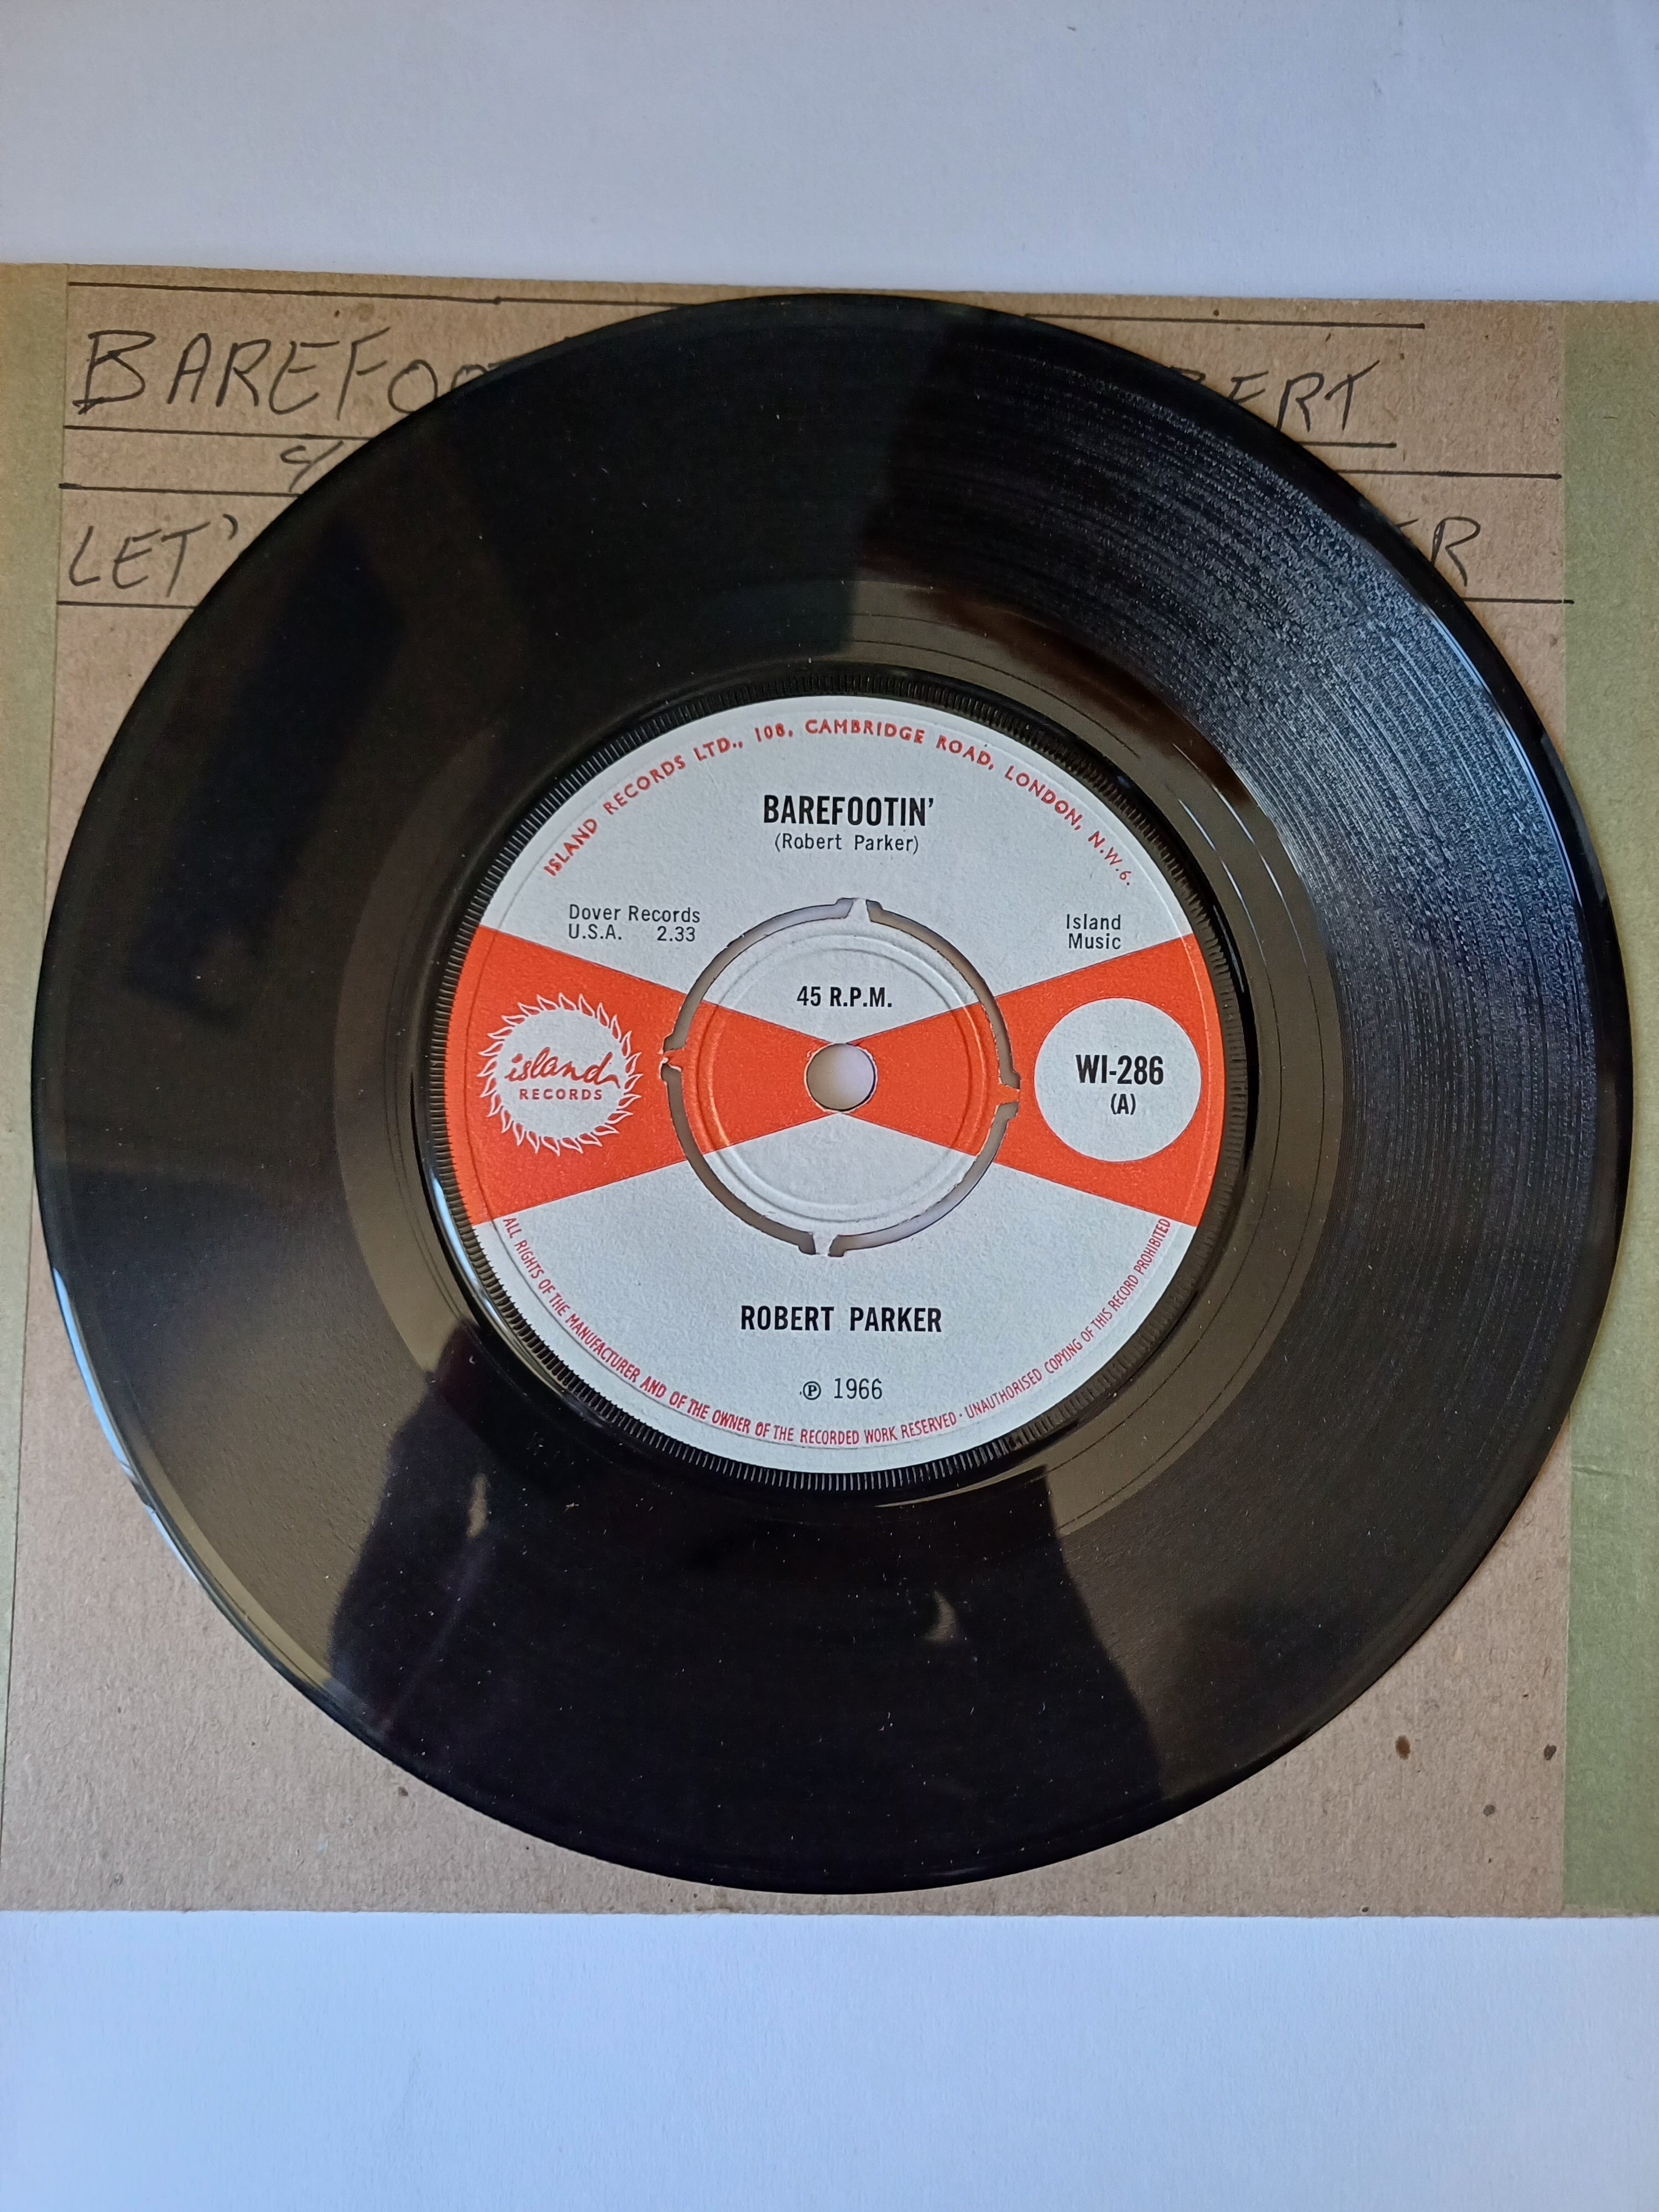 BAREFOO
ERT
LET'
ER
ISLAND RECORDS LTD., 108, CAMBRIDGE ROAD, LONDON, N.W.6.
BAREFOOTIN'
(Robert Parker)
Dover Records
U.S.A. 2.33
Island
Music
45 R.P.M.
island
RECORDS
WI-286
(A)
ROBERT PARKER
℗ 1966
ALL RIGHTS OF THE MANUFACTURER AND OF THE OWNER OF THE RECORDED WORK RESERVED · UNAUTHORISED COPYING OF THIS RECORD PROHIBITED